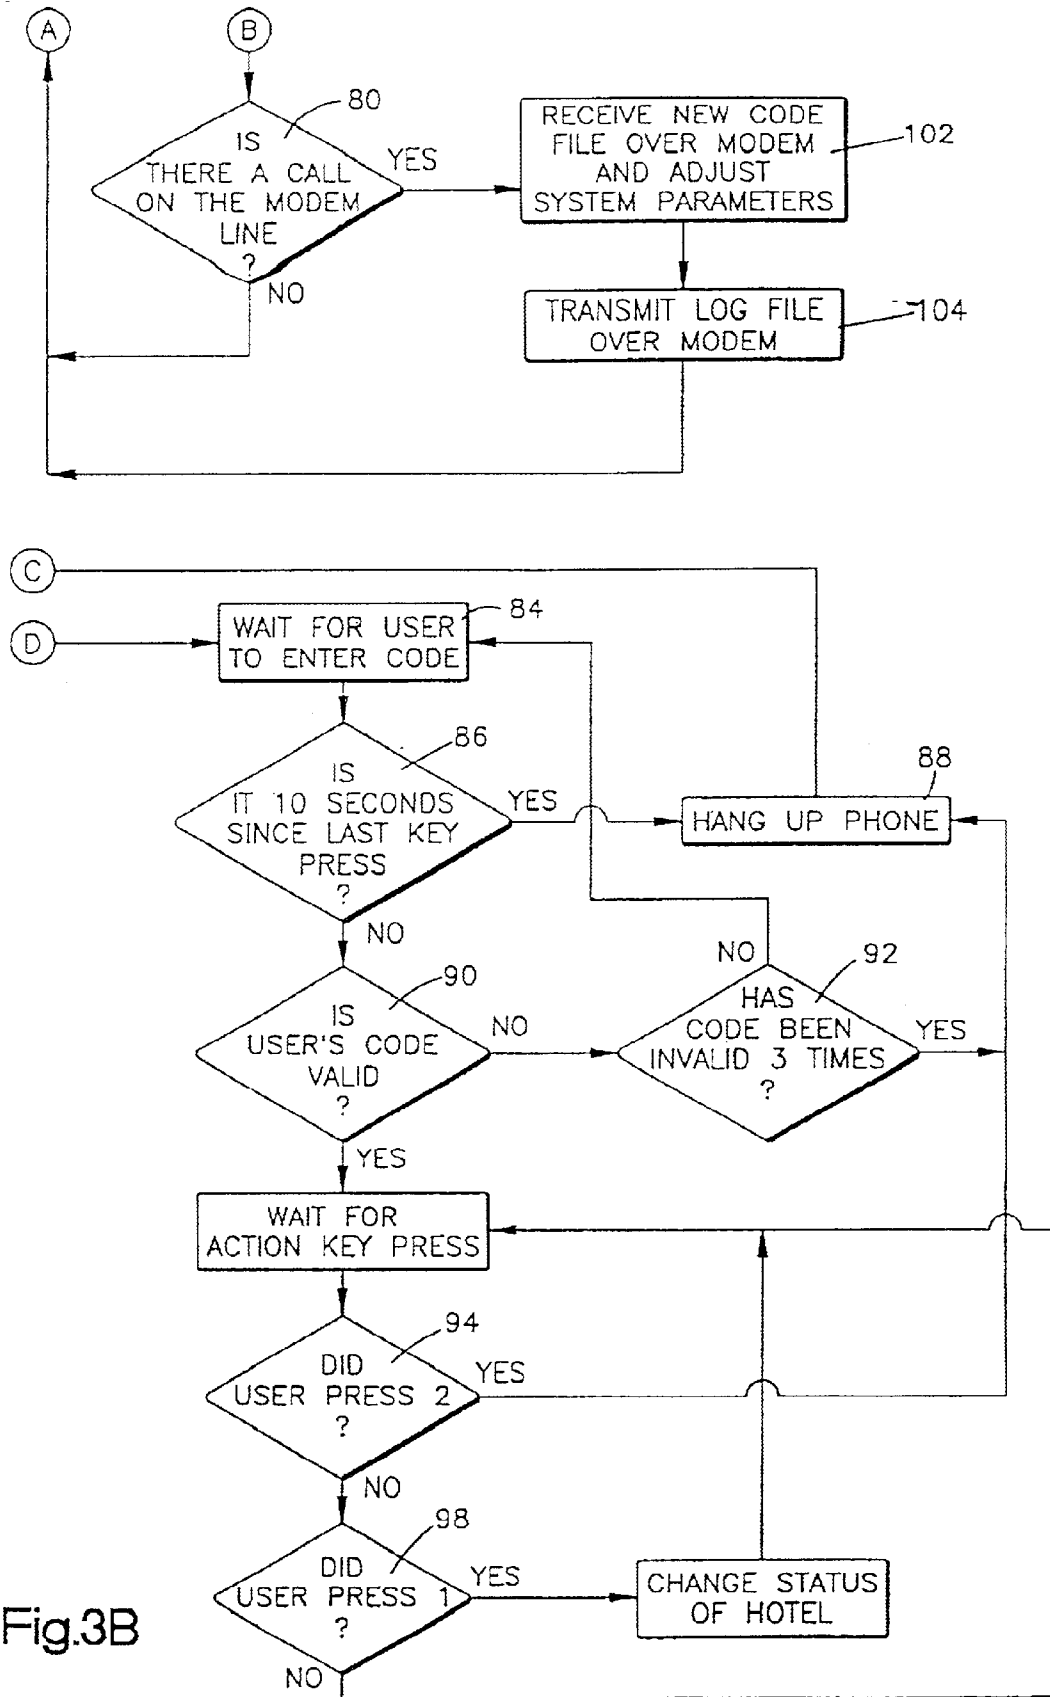 A
B
80
IS
THERE A CALL
ON THE MODEM
LINE
?
YES
NO
RECEIVE NEW CODE
FILE OVER MODEM
AND ADJUST
SYSTEM PARAMETERS
102
TRANSMIT LOG FILE
OVER MODEM
104
C
D
WAIT FOR USER
TO ENTER CODE
84
86
IS
IT 10 SECONDS
SINCE LAST KEY
PRESS
?
YES
NO
88
HANG UP PHONE
90
IS
USER'S CODE
VALID
?
NO
YES
NO
92
HAS
CODE BEEN
INVALID 3 TIMES
?
YES
WAIT FOR
ACTION KEY PRESS
94
DID
USER PRESS 2
?
YES
NO
98
DID
USER PRESS 1
?
YES
NO
CHANGE STATUS
OF HOTEL
Fig.3B